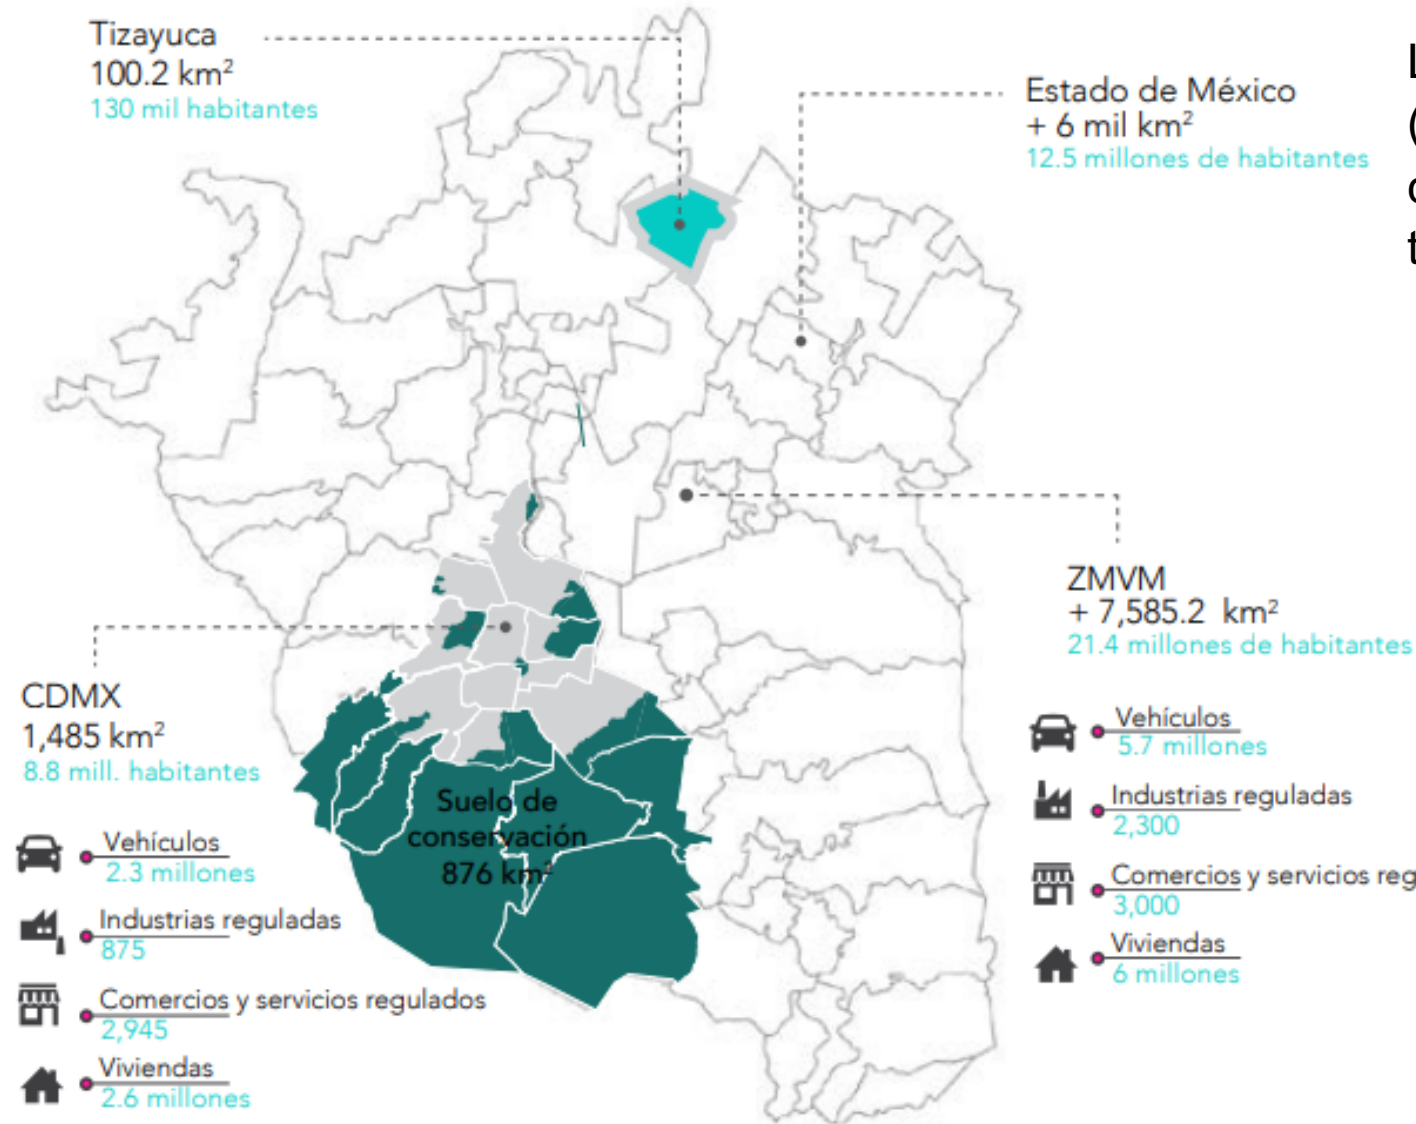 Tizayuca
100.2 km²
130 mil habitantes
Estado de México
+ 6 mil km²
12.5 millones de habitantes
L
(
t
ZMVM
+ 7,585.2 km²
21.4 millones de habitantes
Vehículos
5.7 millones
Industrias reguladas
2,300
Comercios y servicios reg
3,000
Viviendas
6 millones
CDMX
1,485 km²
8.8 mill. habitantes
Vehículos
2.3 millones
Industrias reguladas
875
Comercios y servicios regulados
2,945
Viviendas
2.6 millones
Suelo de
conservación
876 km²